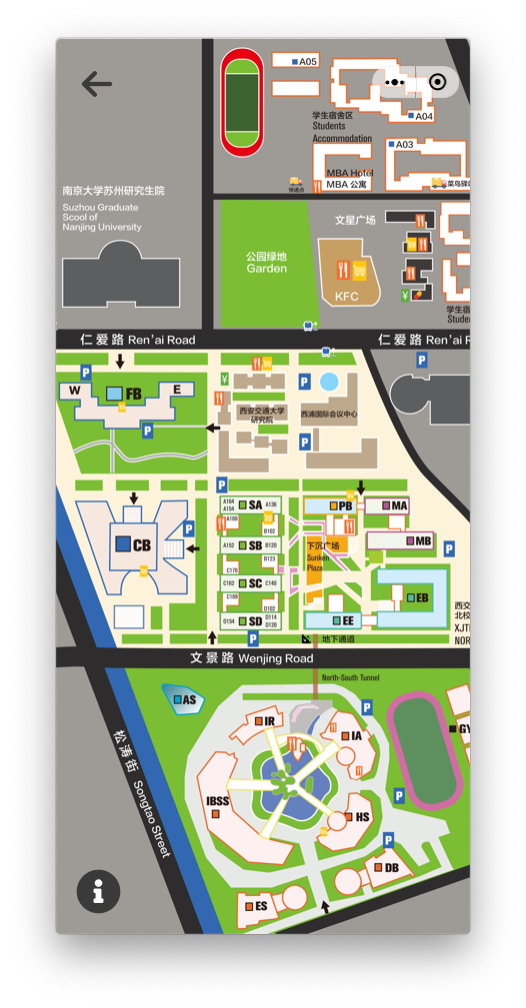 A05
A04
学生宿舍区
Students
Accommodation
A03
MBA Hotel
MBA 公寓
快递点
菜鸟驿
南京大学苏州研究生院
Suzhou Graduate
Scool of
Nanjing University
文星广场
公园绿地
Garden
KFC
学生宿
Stude
仁爱路 Ren'ai Road
仁爱路 Ren'ai R
P
P
W
FB
E
P
P
西安交通大学
研究院
西浦国际会议中心
P
P
A164
A154
SA
A136
A169
B102
PB
MA
P
CB
A152
SB
B120
B123
MB
P
下沉广场
Sunken
Plaza
C176
C162
SC
C140
C169
D102
EB
D154
SD
D114
D120
EE
西交
北校
XJT
NOR
P
地下通道
文景路 Wenjing Road
North-South Tunnel
AS
P
IR
IA
GY
松涛街 Songtao Street
IBSS
HS
P
P
DB
ES
i